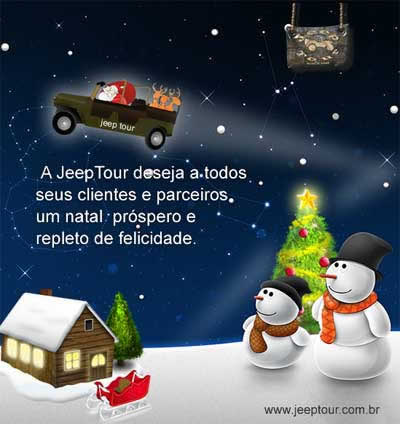 jeep tour
A JeepTour deseja a todos
seus clientes e parceiros
um natal próspero e
repleto de felicidade.
www.jeeptour.com.br